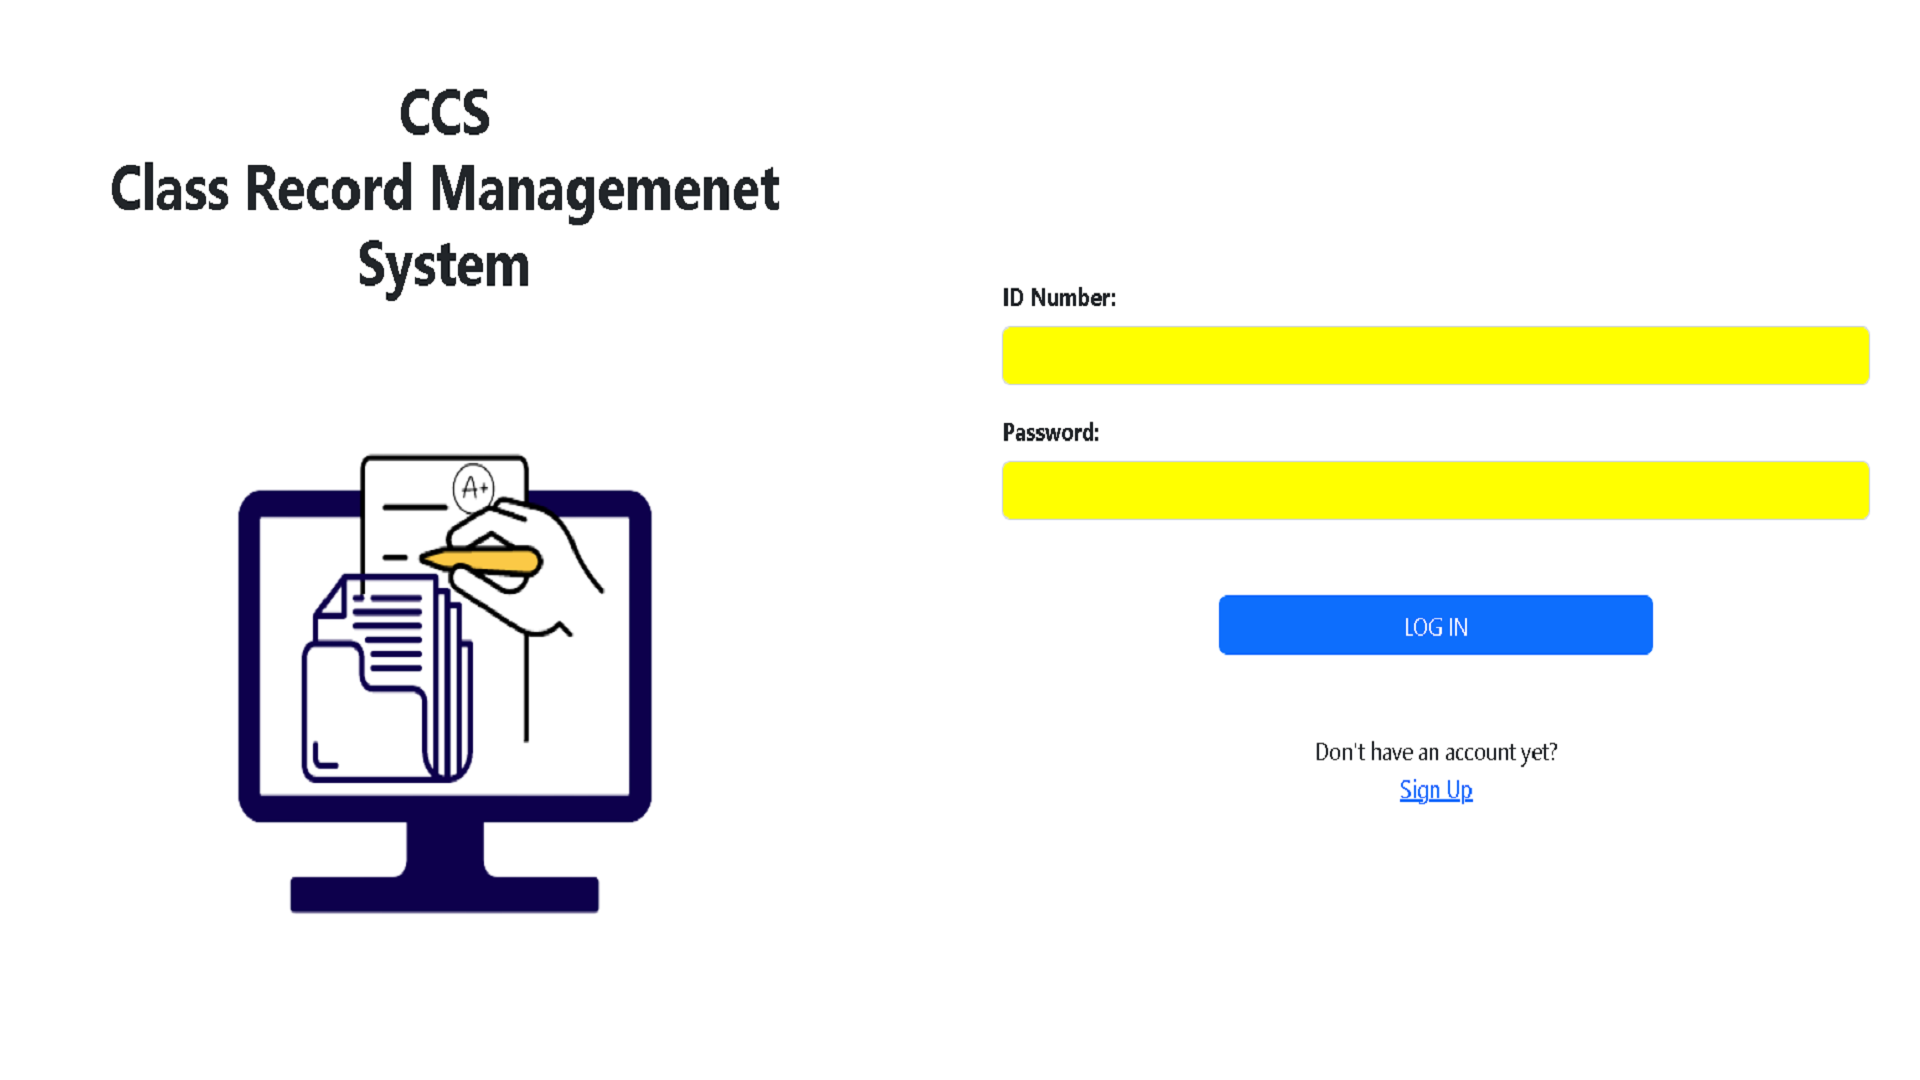 CCS
Class Record Managemenet
System
A+
ID Number:
Password:
LOG IN
Don't have an account yet?
Sign Up